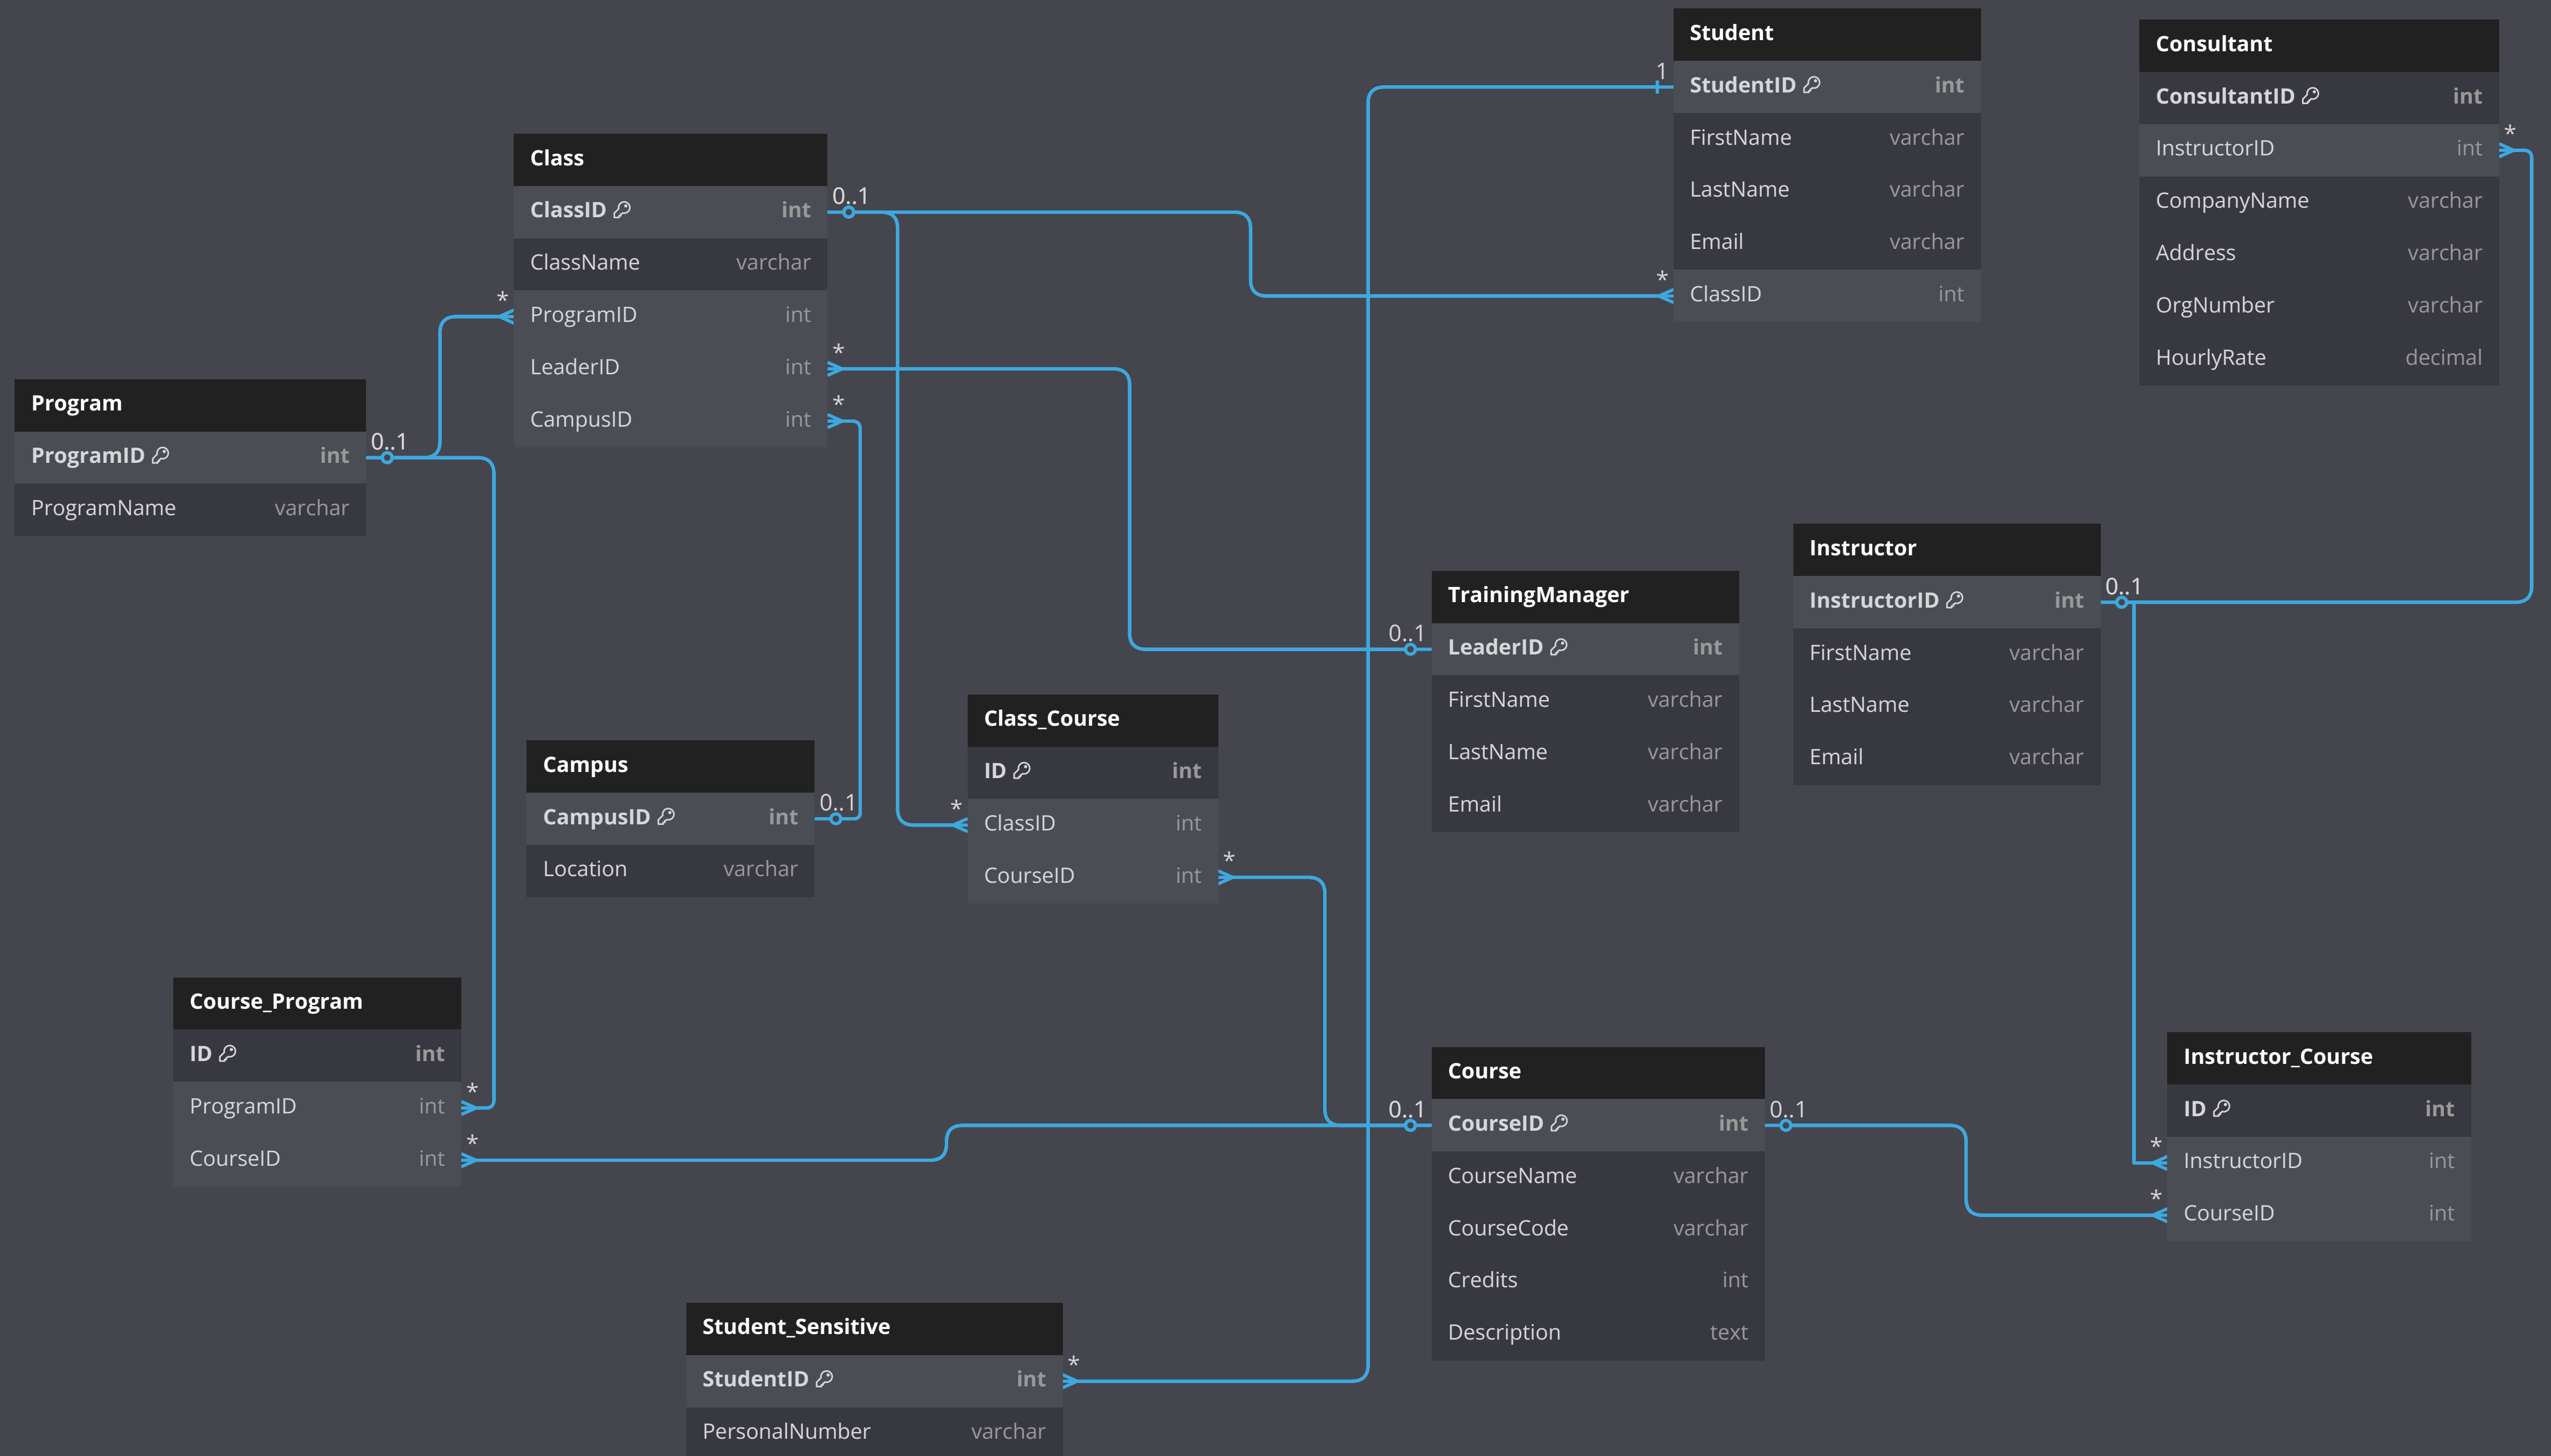 Student
1
StudentID int
FirstName varchar
LastName varchar
Email varchar
*
ClassID int
Consultant
ConsultantID int
*
InstructorID int
CompanyName varchar
Address varchar
OrgNumber varchar
HourlyRate decimal
Class
0..1
ClassID int
ClassName varchar
*
ProgramID int
*
LeaderID int
*
CampusID int
Program
0..1
ProgramID int
ProgramName varchar
Instructor
0..1
InstructorID int
FirstName varchar
LastName varchar
Email varchar
TrainingManager
0..1
LeaderID int
FirstName varchar
LastName varchar
Email varchar
Class_Course
ID int
*
ClassID int
*
CourseID int
Campus
0..1
CampusID int
Location varchar
Course_Program
ID int
*
ProgramID int
*
CourseID int
Course
0..1 0..1
CourseID int
CourseName varchar
CourseCode varchar
Credits int
Description text
Instructor_Course
ID int
*
InstructorID int
*
CourseID int
Student_Sensitive
*
StudentID int
PersonalNumber varchar